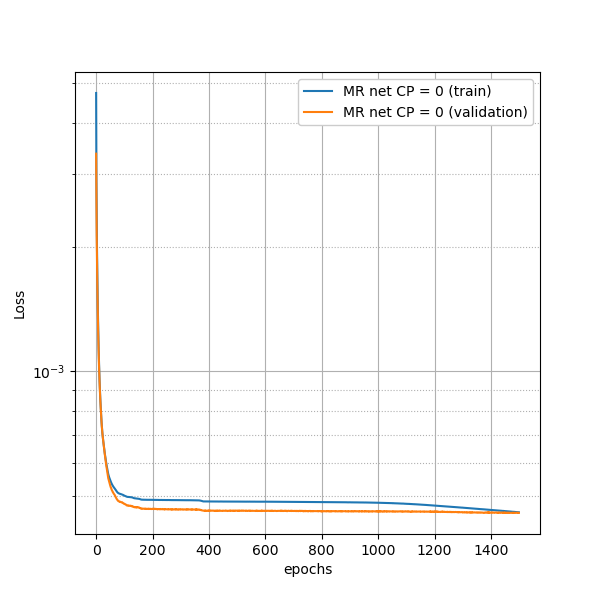 MR net CP = 0 (train)
MR net CP = 0 (validation)
Loss
10⁻³
0 200 400 600 800 1000 1200 1400
epochs